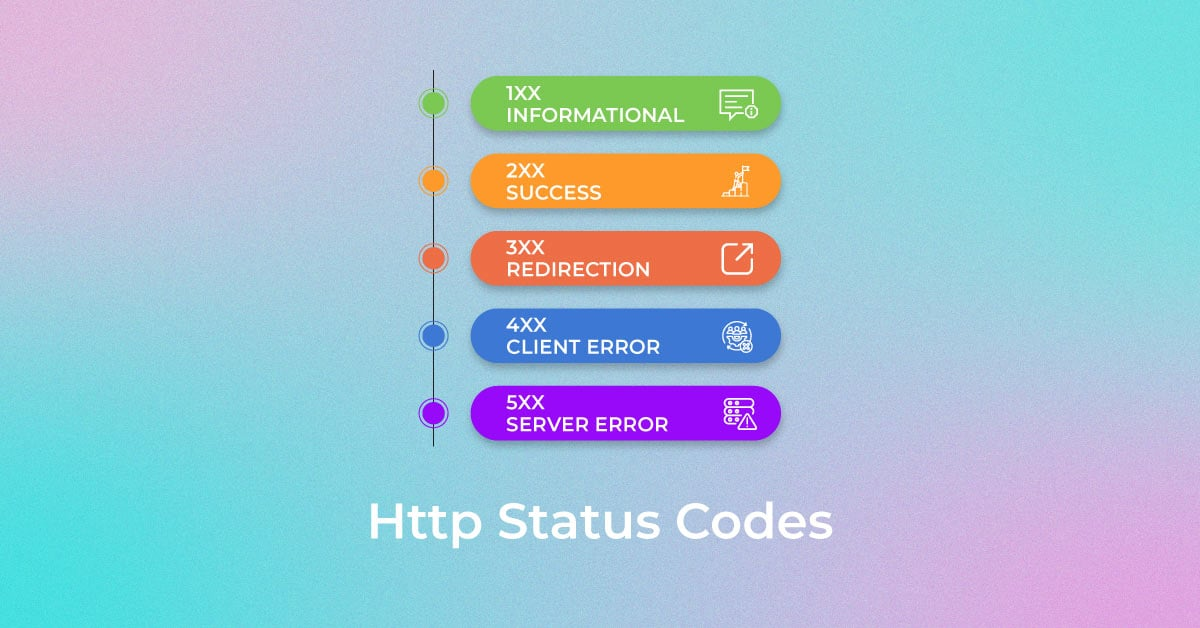 1XX
INFORMATIONAL
2XX
SUCCESS
3XX
REDIRECTION
4XX
CLIENT ERROR
5XX
SERVER ERROR
Http Status Codes